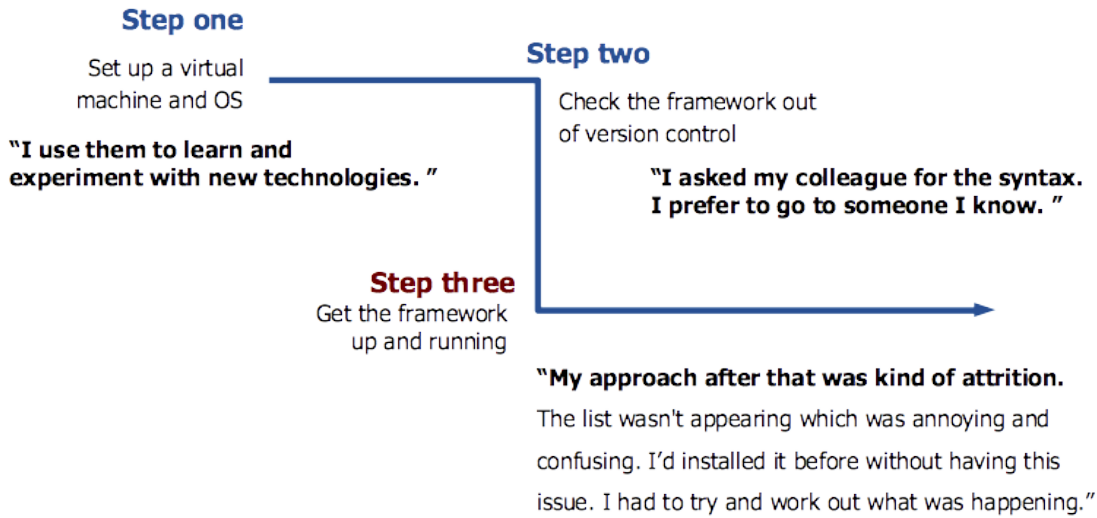 Step one
Set up a virtual
machine and OS
"I use them to learn and
experiment with new technologies. "
Step two
Check the framework out
of version control
"I asked my colleague for the syntax.
I prefer to go to someone I know. "
Step three
Get the framework
up and running
"My approach after that was kind of attrition.
The list wasn't appearing which was annoying and
confusing. I’d installed it before without having this
issue. I had to try and work out what was happening.”